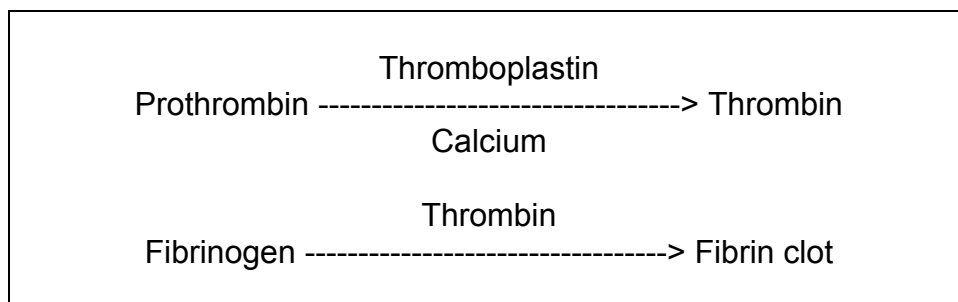 Thromboplastin
Prothrombin ----------------------------------> Thrombin
Calcium
Thrombin
Fibrinogen ----------------------------------> Fibrin clot